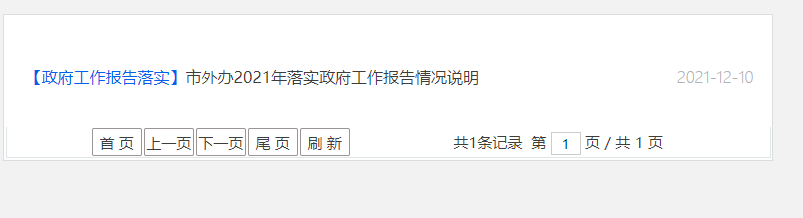 【政府工作报告落实】市外办2021年落实政府工作报告情况说明 2021-12-10
首 页 上一页 下一页 尾 页 刷 新 共1条记录 第 1 页 / 共 1 页